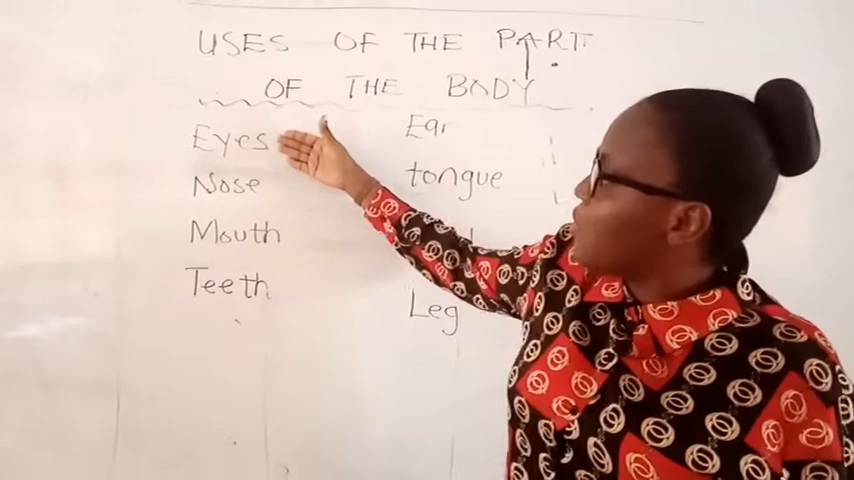 USES OF THE PART
OF THE BODY
Eyes
Nose
Mouth
Teeth
Ear
tongue
Leg